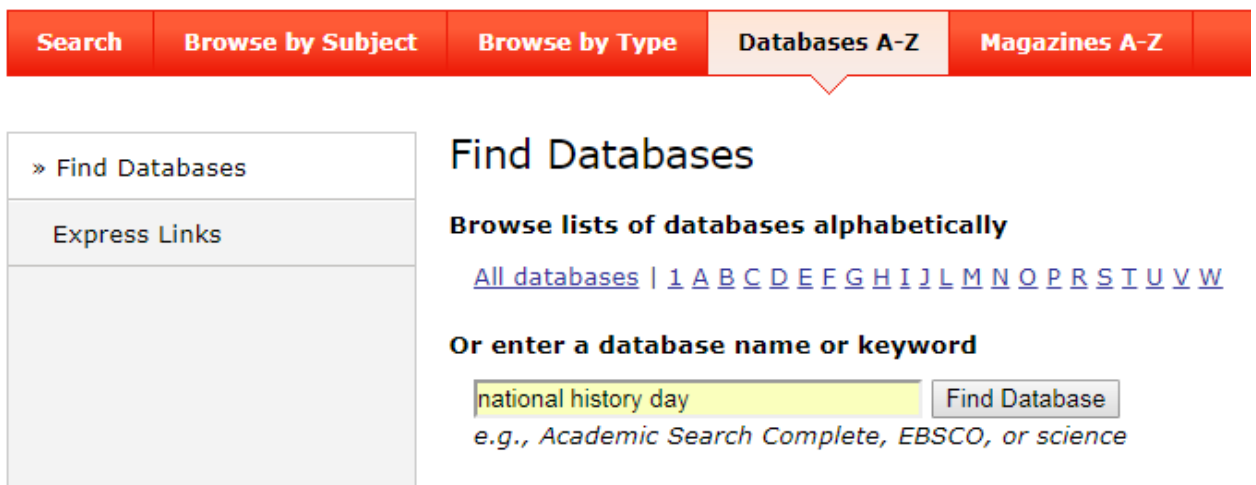 Search Browse by Subject Browse by Type Databases A-Z Magazines A-Z
» Find Databases
Express Links
Find Databases
Browse lists of databases alphabetically
All databases | 1 A B C D E F G H I J L M N O P R S T U V W
Or enter a database name or keyword
national history day Find Database
e.g., Academic Search Complete, EBSCO, or science